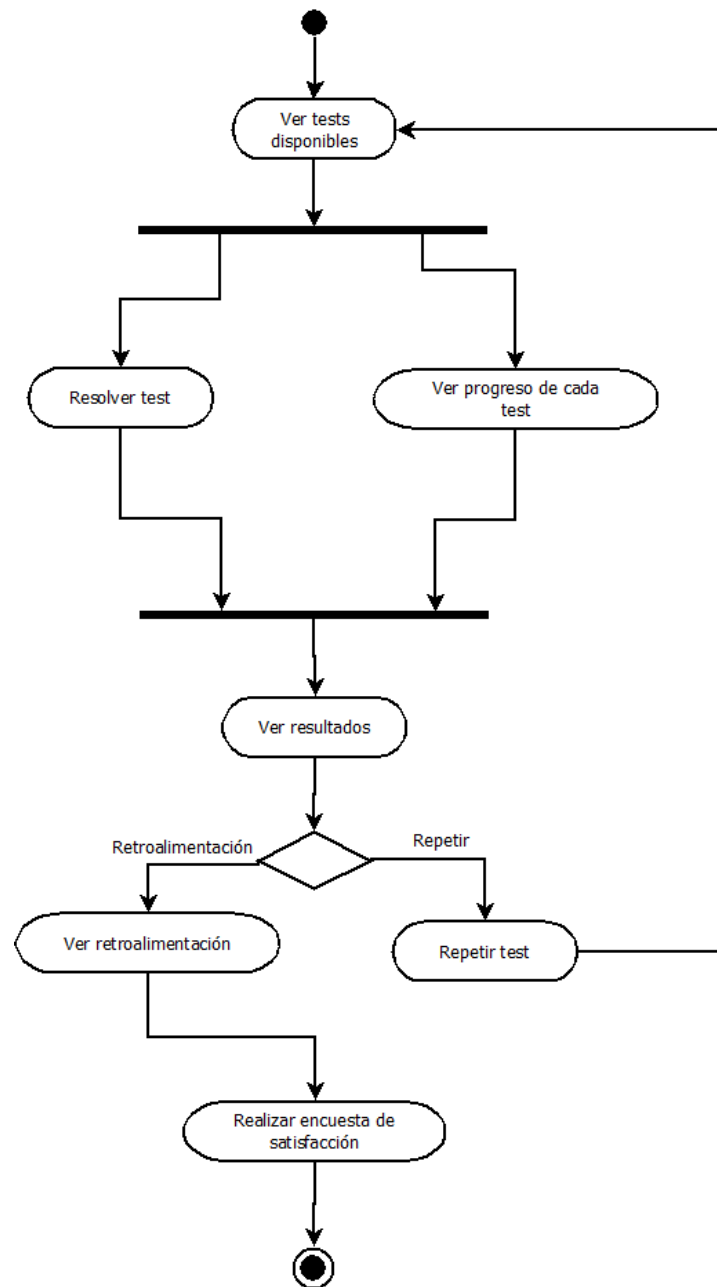 Ver tests
disponibles
Resolver test
Ver progreso de cada
test
Ver resultados
Retroalimentación
Repetir
Ver retroalimentación
Repetir test
Realizar encuesta de
satisfacción